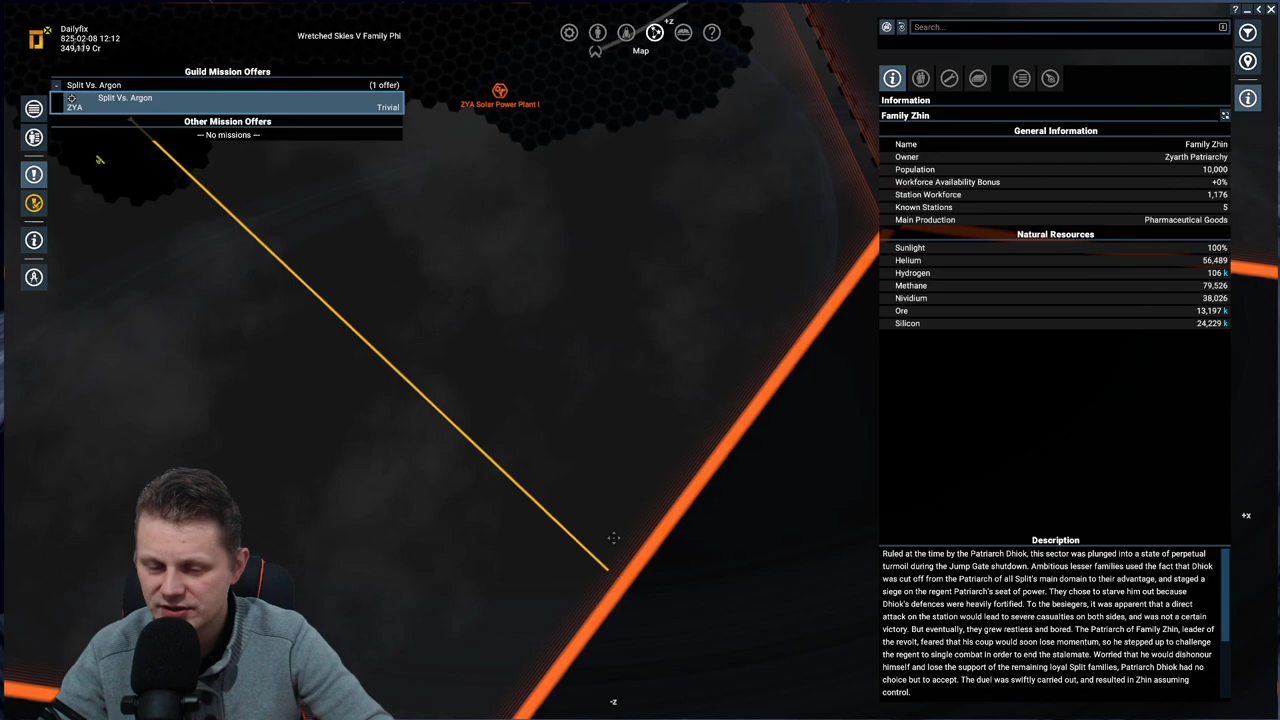 Dailyfix
825-02-08 12:12
349,119 Cr
Wretched Skies V Family Phi
+z
Map
Guild Mission Offers
- Split Vs. Argon (1 offer)
Split Vs. Argon
ZYA Trivial
Other Mission Offers
— No missions —
ZYA Solar Power Plant I
Search...
Information
Family Zhin
General Information
Name Family Zhin
Owner Zyarth Patriarchy
Population 10,000
Workforce Availability Bonus +0%
Station Workforce 1,176
Known Stations 5
Main Production Pharmaceutical Goods
Natural Resources
Sunlight 100%
Helium 56,489
Hydrogen 106 k
Methane 79,526
Nividium 38,026
Ore 13,197 k
Silicon 24,229 k
+x
-z
Description
Ruled at the time by the Patriarch Dhiok, this sector was plunged into a state of perpetual
turmoil during the Jump Gate shutdown. Ambitious lesser families used the fact that Dhiok
was cut off from the Patriarch of all Split's main domain to their advantage, and staged a
siege on the regent Patriarch's seat of power. They chose to starve him out because
Dhiok's defences were heavily fortified. To the besiegers, it was apparent that a direct
attack on the station would lead to severe casualties on both sides, and was not a certain
victory. But eventually, they grew restless and bored. The Patriarch of Family Zhin, leader of
the revolt, feared that his coup would soon lose momentum, so he stepped up to challenge
the regent to single combat in order to end the stalemate. Worried that he would dishonour
himself and lose the support of the remaining loyal Split families, Patriarch Dhiok had no
choice but to accept. The duel was swiftly carried out, and resulted in Zhin assuming
control.